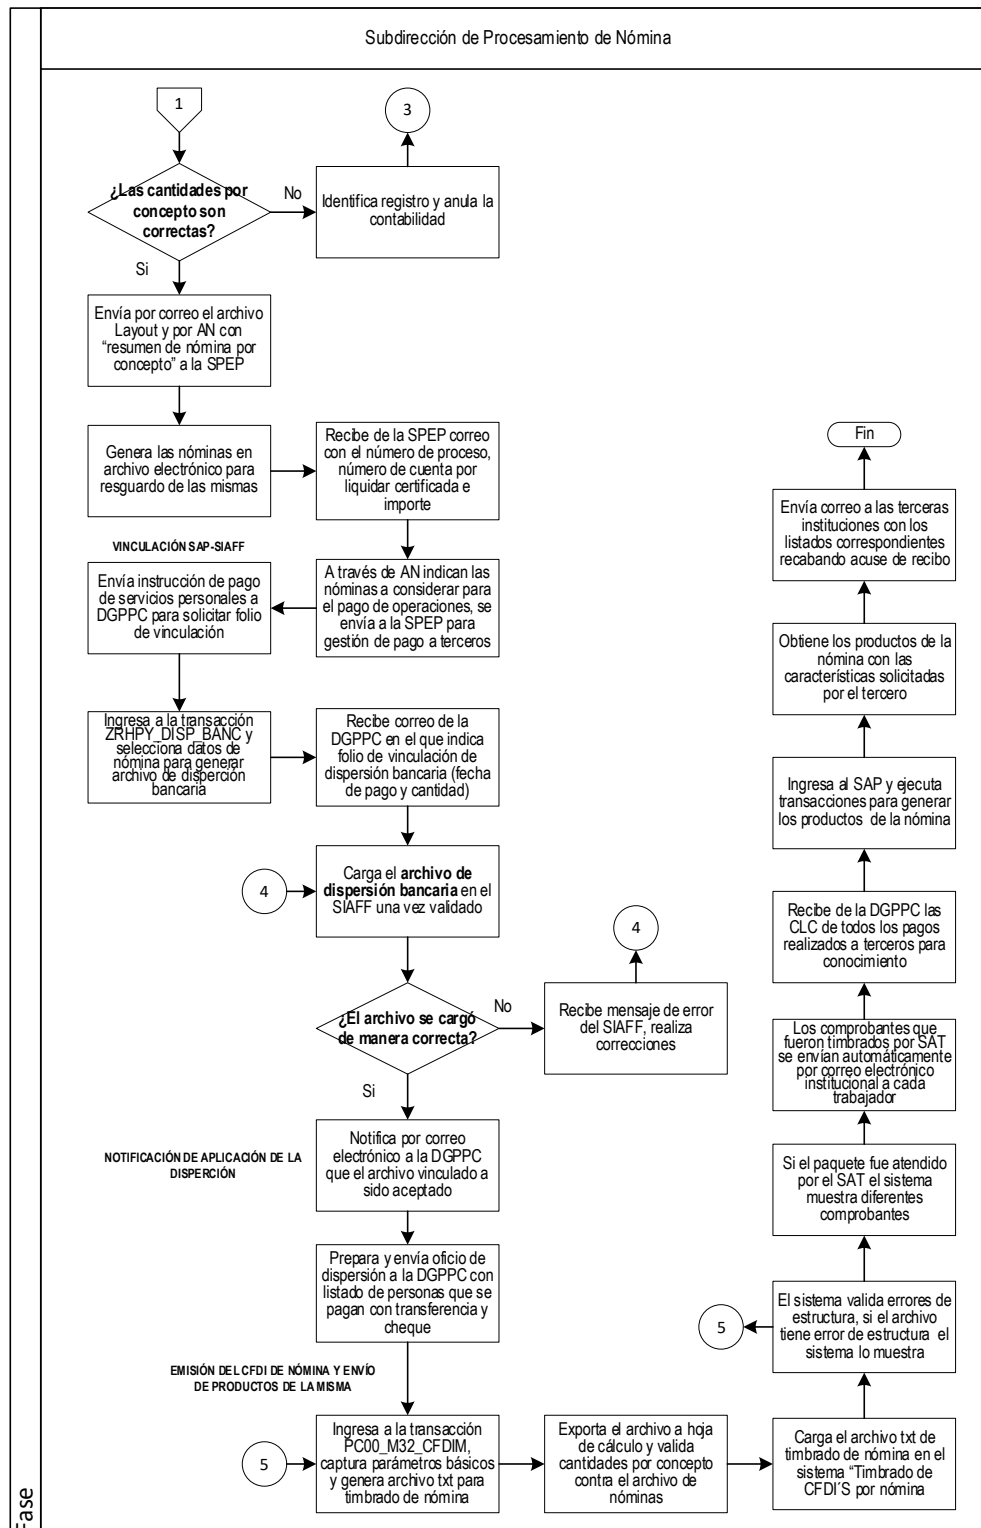 Subdirección de Procesamiento de Nómina
1
3
¿Las cantidades por
concepto son
correctas?
No
Identifica registro y anula la
contabilidad
Si
Envía por correo el archivo
Layout y por AN con
“resumen de nómina por
concepto” a la SPEP
Genera las nóminas en
archivo electrónico para
resguardo de las mismas
Recibe de la SPEP correo
con el número de proceso,
número de cuenta por
liquidar certificada e
importe
VINCULACIÓN SAP-SIAFF
Envía instrucción de pago
de servicios personales a
DGPPC para solicitar folio
de vinculación
A través de AN indican las
nóminas a considerar para
el pago de operaciones, se
envía a la SPEP para
gestión de pago a terceros
Ingresa a la transacción
ZRHPY_DISP_BANC y
selecciona datos de
nómina para generar
archivo de disperción
bancaria
Recibe correo de la
DGPPC en el que indica
folio de vinculación de
dispersión bancaria (fecha
de pago y cantidad)
4
Carga el archivo de
dispersión bancaria en el
SIAFF una vez validado
4
¿El archivo se cargó
de manera correcta?
No
Recibe mensaje de error
del SIAFF, realiza
correcciones
Si
NOTIFICACIÓN DE APLICACIÓN DE LA
DISPERCIÓN
Notifica por correo
electrónico a la DGPPC
que el archivo vinculado a
sido aceptado
Prepara y envía oficio de
dispersión a la DGPPC con
listado de personas que se
pagan con transferencia y
cheque
EMISIÓN DEL CFDI DE NÓMINA Y ENVÍO
DE PRODUCTOS DE LA MISMA
5
Ingresa a la transacción
PC00_M32_CFDIM,
captura parámetros básicos
y genera archivo txt para
timbrado de nómina
Exporta el archivo a hoja
de cálculo y valida
cantidades por concepto
contra el archivo de
nóminas
Carga el archivo txt de
timbrado de nómina en el
sistema “Timbrado de
CFDI´S por nómina
El sistema valida errores de
estructura, si el archivo
tiene error de estructura el
sistema lo muestra
5
Si el paquete fue atendido
por el SAT el sistema
muestra diferentes
comprobantes
Los comprobantes que
fueron timbrados por SAT
se envían automáticamente
por correo electrónico
institucional a cada
trabajador
Recibe de la DGPPC las
CLC de todos los pagos
realizados a terceros para
conocimiento
Ingresa al SAP y ejecuta
transacciones para generar
los productos de la nómina
Obtiene los productos de la
nómina con las
características solicitadas
por el tercero
Envía correo a las terceras
instituciones con los
listados correspondientes
recabando acuse de recibo
Fin
Fase